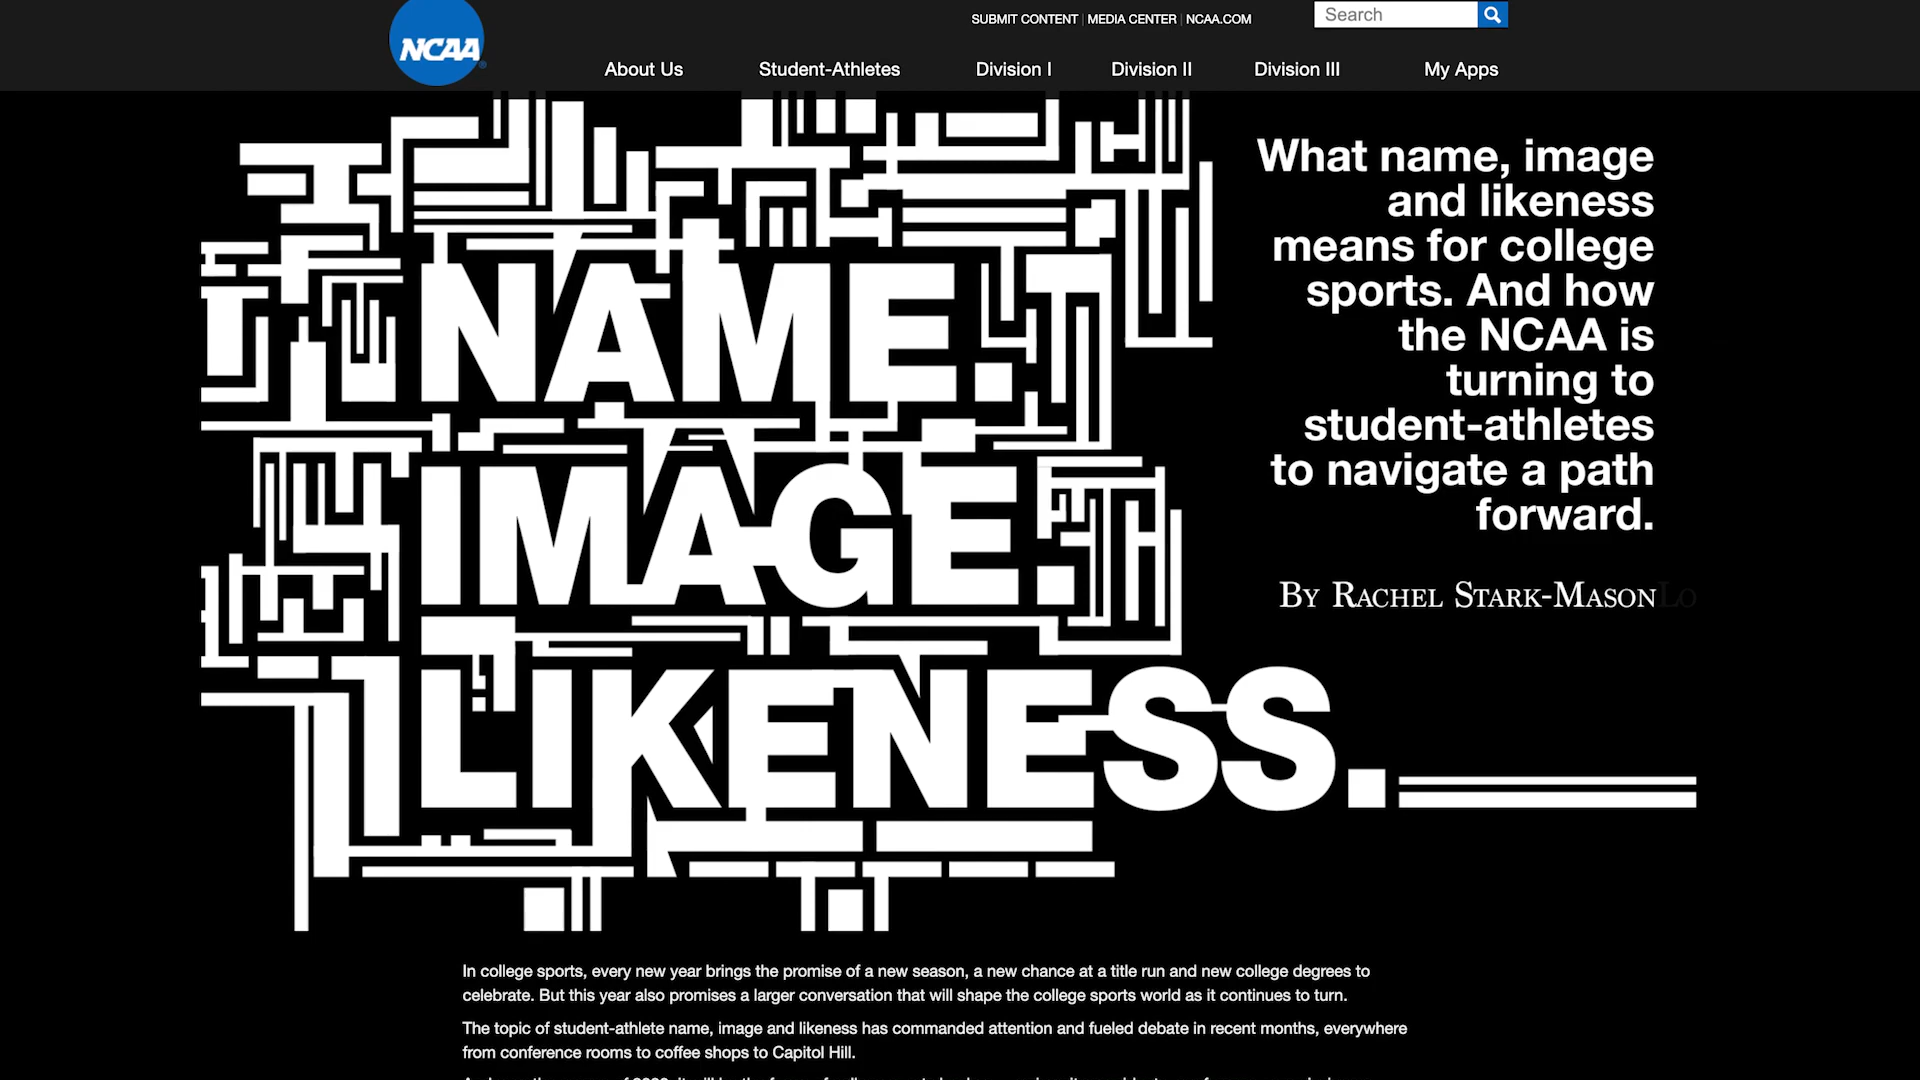 NCAA
SUBMIT CONTENT | MEDIA CENTER | NCAA.COM
Search
About Us
Student-Athletes
Division I
Division II
Division III
My Apps
NAME.
IMAGE.
LIKENESS.
What name, image
and likeness
means for college
sports. And how
the NCAA is
turning to
student-athletes
to navigate a path
forward.
By Rachel Stark-Mason
In college sports, every new year brings the promise of a new season, a new chance at a title run and new college degrees to
celebrate. But this year also promises a larger conversation that will shape the college sports world as it continues to turn.
The topic of student-athlete name, image and likeness has commanded attention and fueled debate in recent months, everywhere
from conference rooms to coffee shops to Capitol Hill.